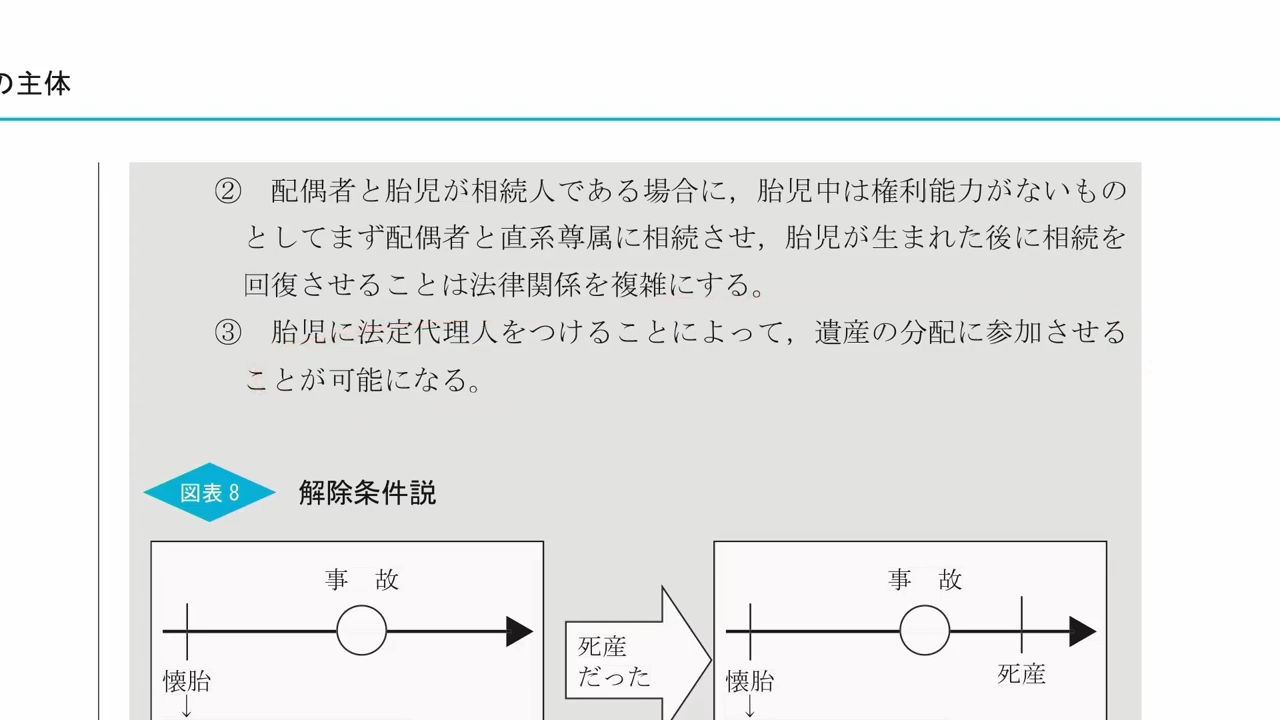 の主体
② 配偶者と胎児が相続人である場合に，胎児中は権利能力がないもの
としてまず配偶者と直系尊属に相続させ，胎児が生まれた後に相続を
回復させることは法律関係を複雑にする。
③ 胎児に法定代理人をつけることによって，遺産の分配に参加させる
ことが可能になる。
図表8 解除条件説
事 故
懐胎
↓
死産
だった
事 故
懐胎
↓
死産